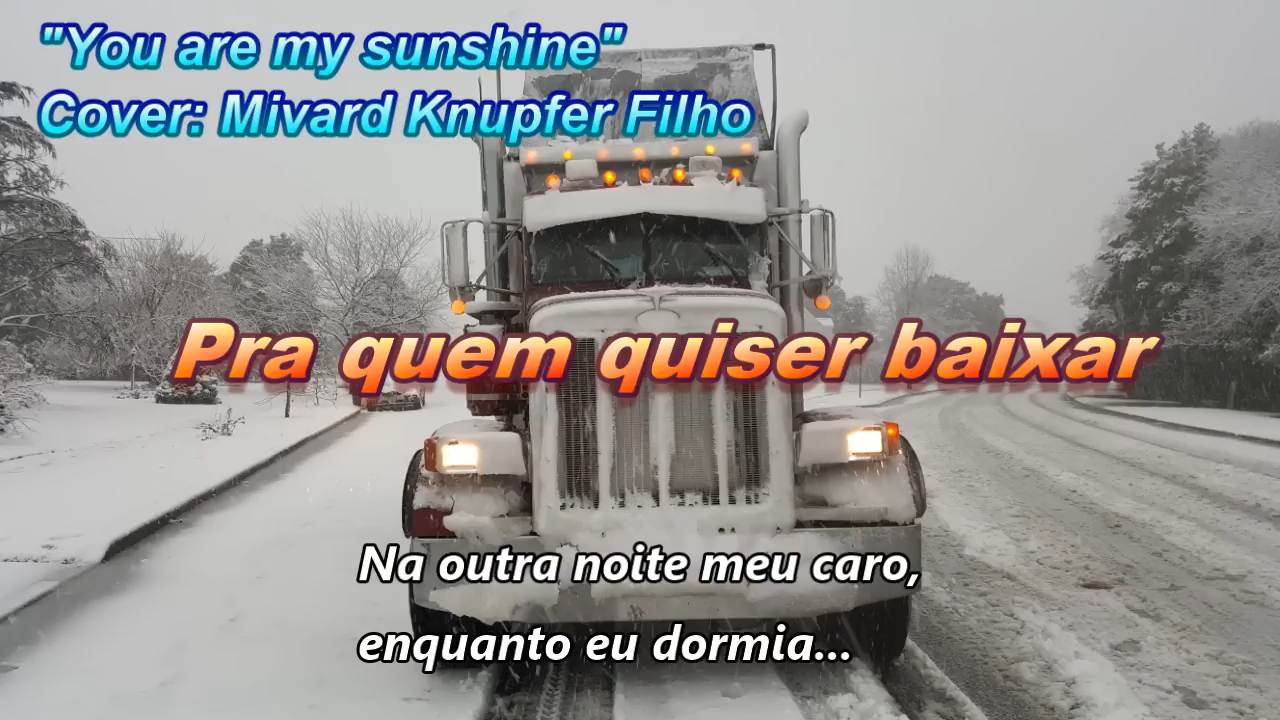 "You are my sunshine"
Cover: Mivard Knupfer Filho
Pra quem quiser baixar
Na outra noite meu caro,
enquanto eu dormia...